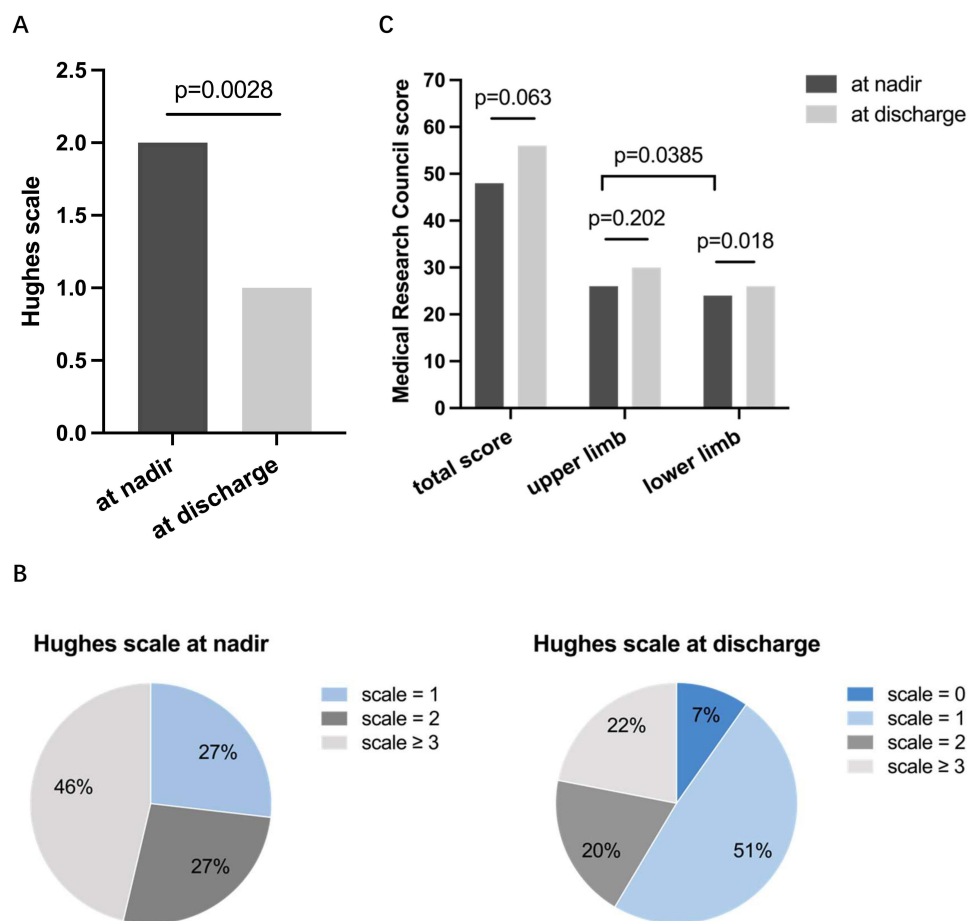 A
Hughes scale
2.5
2.0
1.5
1.0
0.5
0.0
p=0.0028
at nadir
at discharge
C
Medical Research Council score
70
60
50
40
30
20
10
0
p=0.063
p=0.0385
p=0.202
p=0.018
total score
upper limb
lower limb
at nadir
at discharge
B
Hughes scale at nadir
27%
27%
46%
scale = 1
scale = 2
scale ≥ 3
Hughes scale at discharge
7%
51%
20%
22%
scale = 0
scale = 1
scale = 2
scale ≥ 3